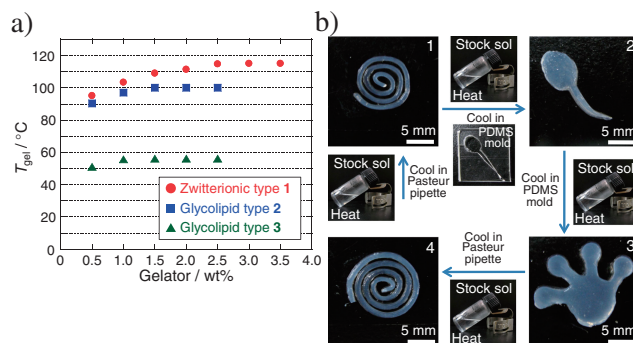 a)
120
100
80
60
40
20
0
Tgel / °C
0.0 0.5 1.0 1.5 2.0 2.5 3.0 3.5 4.0
Gelator / wt%
Zwitterionic type 1
Glycolipid type 2
Glycolipid type 3
b)
1
5 mm
Stock sol
Heat
Cool in
PDMS
mold
2
5 mm
Stock sol
Heat
Cool in
Pasteur
pipette
Cool in
PDMS
mold
Stock sol
Heat
4
5 mm
Cool in
Pasteur
pipette
Stock sol
Heat
3
5 mm